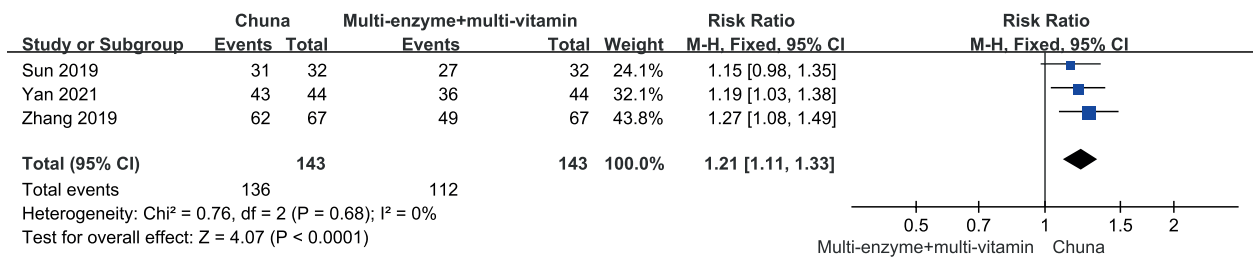 Chuna Multi-enzyme+multi-vitamin Risk Ratio Risk Ratio
Study or Subgroup Events Total Events Total Weight M-H, Fixed, 95% CI M-H, Fixed, 95% CI
Sun 2019 31 32 27 32 24.1% 1.15 [0.98, 1.35]
Yan 2021 43 44 36 44 32.1% 1.19 [1.03, 1.38]
Zhang 2019 62 67 49 67 43.8% 1.27 [1.08, 1.49]
Total (95% CI) 143 143 100.0% 1.21 [1.11, 1.33]
Total events 136 112
Heterogeneity: Chi² = 0.76, df = 2 (P = 0.68); I² = 0%
Test for overall effect: Z = 4.07 (P < 0.0001)
0.5 0.7 1 1.5 2
Multi-enzyme+multi-vitamin Chuna